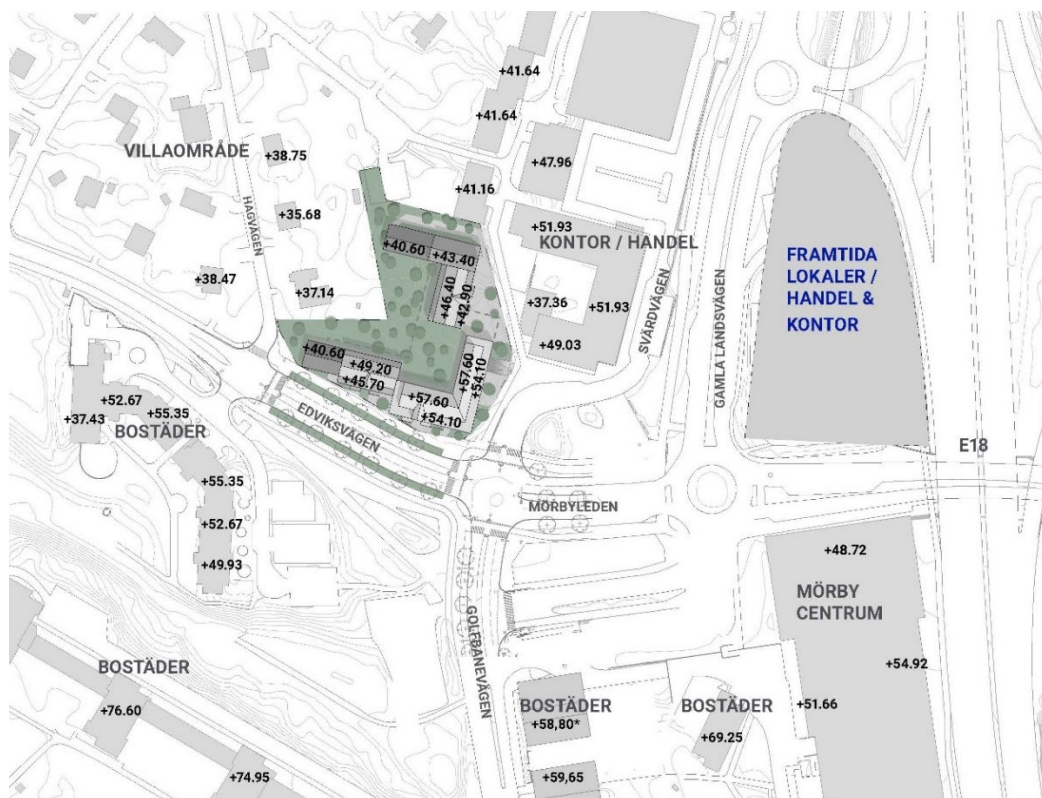 +41.64
+41.64
VILLAOMRÅDE
+38.75
+47.96
+41.16
HAGVÄGEN
+35.68
+51.93
KONTOR / HANDEL
+40.60
+43.40
+38.47
+37.14
+46.40
+42.90
+37.36
+51.93
+49.03
SVÄRDVÄGEN
GAMLA LANDSVÄGEN
FRAMTIDA
LOKALER /
HANDEL &
KONTOR
+40.60
+49.20
+45.70
+57.60
+54.10
+57.60
+54.10
EDVIKSVÄGEN
+52.67
+37.43
+55.35
BOSTÄDER
E18
+55.35
MÖRBYLEDEN
+52.67
+49.93
+48.72
MÖRBY
CENTRUM
GOLFBANEVÄGEN
BOSTÄDER
+54.92
+76.60
BOSTÄDER
+58,80*
BOSTÄDER
+51.66
+69.25
+74.95
+59,65